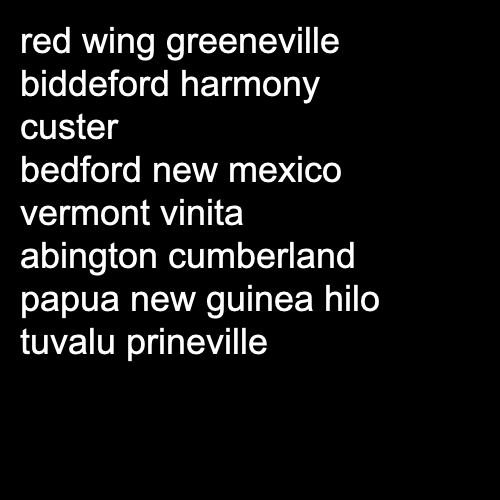 red wing greeneville
biddeford harmony
custer
bedford new mexico
vermont vinita
abington cumberland
papua new guinea hilo
tuvalu prineville